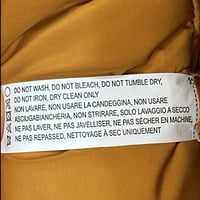 DO NOT WASH, DO NOT BLEACH, DO NOT TUMBLE DRY,
DO NOT IRON, DRY CLEAN ONLY
NON LAVARE, NON USARE LA CANDEGGINA, NON USARE
ASCIUGABIANCHERIA, NON STIRARE, SOLO LAVAGGIO A SECCO
NE PAS LAVER, NE PAS JAVELLISER, NE PAS SÉCHER EN MACHINE,
NE PAS REPASSED, NETTOYAGE À SEC UNIQUEMENT